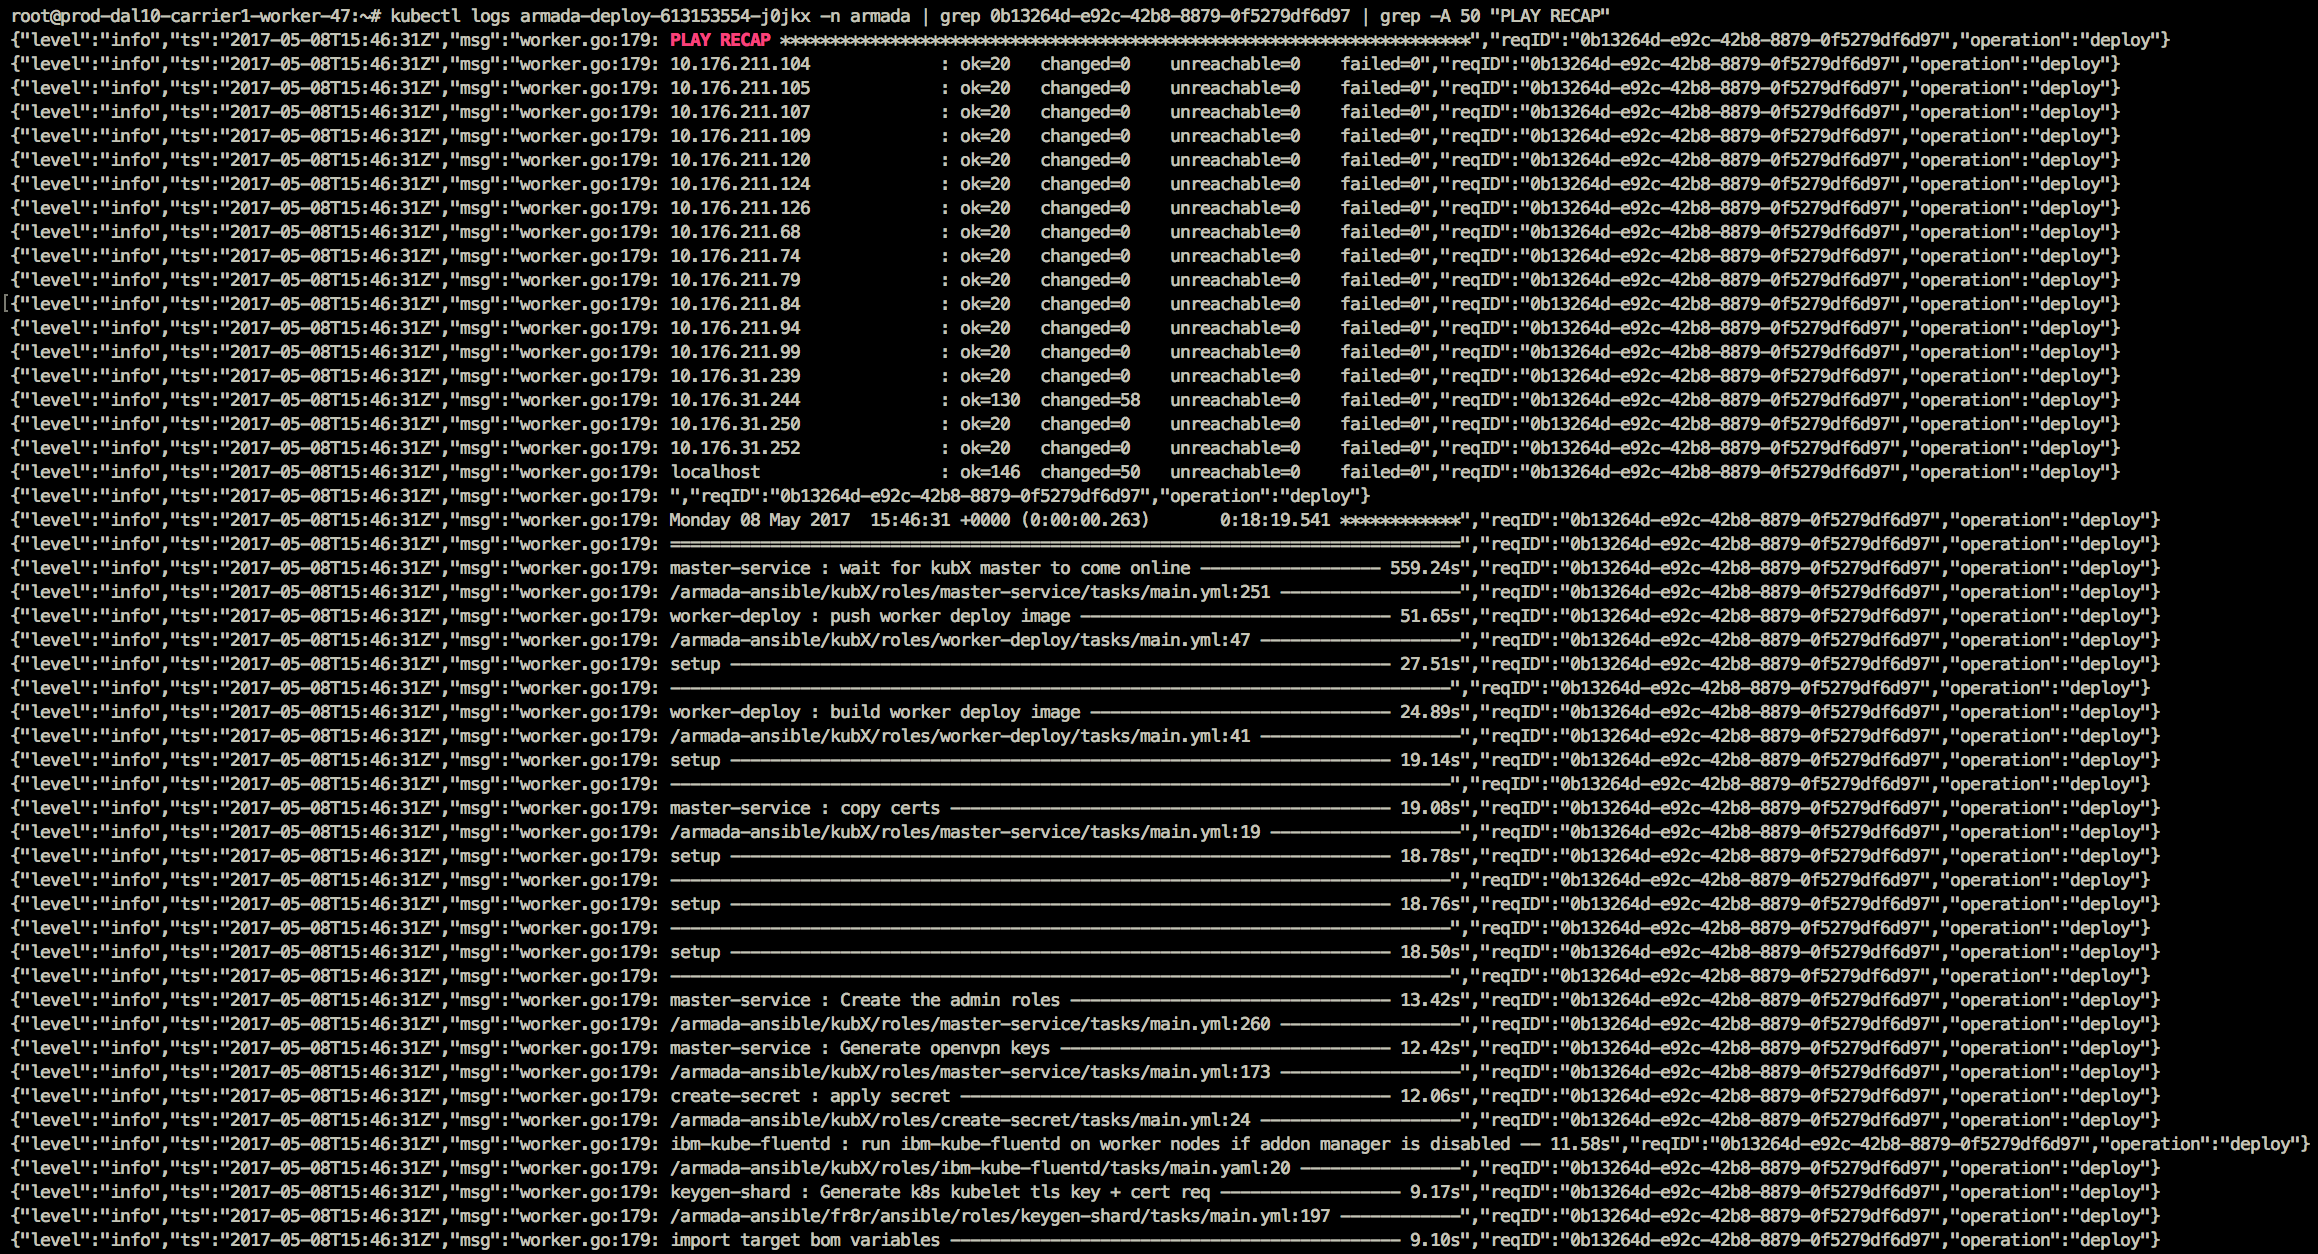 root@prod-dal10-carrier1-worker-47:~# kubectl logs armada-deploy-613153554-j0jkx -n armada | grep 0b13264d-e92c-42b8-8879-0f5279df6d97 | grep -A 50 "PLAY RECAP"
{"level":"info","ts":"2017-05-08T15:46:31Z","msg":"worker.go:179: PLAY RECAP *********************************************************************","reqID":"0b13264d-e92c-42b8-8879-0f5279df6d97","operation":"deploy"}
{"level":"info","ts":"2017-05-08T15:46:31Z","msg":"worker.go:179: 10.176.211.104             : ok=20   changed=0    unreachable=0    failed=0","reqID":"0b13264d-e92c-42b8-8879-0f5279df6d97","operation":"deploy"}
{"level":"info","ts":"2017-05-08T15:46:31Z","msg":"worker.go:179: 10.176.211.105             : ok=20   changed=0    unreachable=0    failed=0","reqID":"0b13264d-e92c-42b8-8879-0f5279df6d97","operation":"deploy"}
{"level":"info","ts":"2017-05-08T15:46:31Z","msg":"worker.go:179: 10.176.211.107             : ok=20   changed=0    unreachable=0    failed=0","reqID":"0b13264d-e92c-42b8-8879-0f5279df6d97","operation":"deploy"}
{"level":"info","ts":"2017-05-08T15:46:31Z","msg":"worker.go:179: 10.176.211.109             : ok=20   changed=0    unreachable=0    failed=0","reqID":"0b13264d-e92c-42b8-8879-0f5279df6d97","operation":"deploy"}
{"level":"info","ts":"2017-05-08T15:46:31Z","msg":"worker.go:179: 10.176.211.120             : ok=20   changed=0    unreachable=0    failed=0","reqID":"0b13264d-e92c-42b8-8879-0f5279df6d97","operation":"deploy"}
{"level":"info","ts":"2017-05-08T15:46:31Z","msg":"worker.go:179: 10.176.211.124             : ok=20   changed=0    unreachable=0    failed=0","reqID":"0b13264d-e92c-42b8-8879-0f5279df6d97","operation":"deploy"}
{"level":"info","ts":"2017-05-08T15:46:31Z","msg":"worker.go:179: 10.176.211.126             : ok=20   changed=0    unreachable=0    failed=0","reqID":"0b13264d-e92c-42b8-8879-0f5279df6d97","operation":"deploy"}
{"level":"info","ts":"2017-05-08T15:46:31Z","msg":"worker.go:179: 10.176.211.68              : ok=20   changed=0    unreachable=0    failed=0","reqID":"0b13264d-e92c-42b8-8879-0f5279df6d97","operation":"deploy"}
{"level":"info","ts":"2017-05-08T15:46:31Z","msg":"worker.go:179: 10.176.211.74              : ok=20   changed=0    unreachable=0    failed=0","reqID":"0b13264d-e92c-42b8-8879-0f5279df6d97","operation":"deploy"}
{"level":"info","ts":"2017-05-08T15:46:31Z","msg":"worker.go:179: 10.176.211.79              : ok=20   changed=0    unreachable=0    failed=0","reqID":"0b13264d-e92c-42b8-8879-0f5279df6d97","operation":"deploy"}
[{"level":"info","ts":"2017-05-08T15:46:31Z","msg":"worker.go:179: 10.176.211.84              : ok=20   changed=0    unreachable=0    failed=0","reqID":"0b13264d-e92c-42b8-8879-0f5279df6d97","operation":"deploy"}
{"level":"info","ts":"2017-05-08T15:46:31Z","msg":"worker.go:179: 10.176.211.94              : ok=20   changed=0    unreachable=0    failed=0","reqID":"0b13264d-e92c-42b8-8879-0f5279df6d97","operation":"deploy"}
{"level":"info","ts":"2017-05-08T15:46:31Z","msg":"worker.go:179: 10.176.211.99              : ok=20   changed=0    unreachable=0    failed=0","reqID":"0b13264d-e92c-42b8-8879-0f5279df6d97","operation":"deploy"}
{"level":"info","ts":"2017-05-08T15:46:31Z","msg":"worker.go:179: 10.176.31.239              : ok=20   changed=0    unreachable=0    failed=0","reqID":"0b13264d-e92c-42b8-8879-0f5279df6d97","operation":"deploy"}
{"level":"info","ts":"2017-05-08T15:46:31Z","msg":"worker.go:179: 10.176.31.244              : ok=130  changed=58   unreachable=0    failed=0","reqID":"0b13264d-e92c-42b8-8879-0f5279df6d97","operation":"deploy"}
{"level":"info","ts":"2017-05-08T15:46:31Z","msg":"worker.go:179: 10.176.31.250              : ok=20   changed=0    unreachable=0    failed=0","reqID":"0b13264d-e92c-42b8-8879-0f5279df6d97","operation":"deploy"}
{"level":"info","ts":"2017-05-08T15:46:31Z","msg":"worker.go:179: 10.176.31.252              : ok=20   changed=0    unreachable=0    failed=0","reqID":"0b13264d-e92c-42b8-8879-0f5279df6d97","operation":"deploy"}
{"level":"info","ts":"2017-05-08T15:46:31Z","msg":"worker.go:179: localhost                  : ok=146  changed=50   unreachable=0    failed=0","reqID":"0b13264d-e92c-42b8-8879-0f5279df6d97","operation":"deploy"}
{"level":"info","ts":"2017-05-08T15:46:31Z","msg":"worker.go:179: ","reqID":"0b13264d-e92c-42b8-8879-0f5279df6d97","operation":"deploy"}
{"level":"info","ts":"2017-05-08T15:46:31Z","msg":"worker.go:179: Monday 08 May 2017  15:46:31 +0000 (0:00:00.263)       0:18:19.541 ************","reqID":"0b13264d-e92c-42b8-8879-0f5279df6d97","operation":"deploy"}
{"level":"info","ts":"2017-05-08T15:46:31Z","msg":"worker.go:179: ===============================================================================","reqID":"0b13264d-e92c-42b8-8879-0f5279df6d97","operation":"deploy"}
{"level":"info","ts":"2017-05-08T15:46:31Z","msg":"worker.go:179: master-service : wait for kubX master to come online ------------------ 559.24s","reqID":"0b13264d-e92c-42b8-8879-0f5279df6d97","operation":"deploy"}
{"level":"info","ts":"2017-05-08T15:46:31Z","msg":"worker.go:179: /armada-ansible/kubX/roles/master-service/tasks/main.yml:251 ------------------","reqID":"0b13264d-e92c-42b8-8879-0f5279df6d97","operation":"deploy"}
{"level":"info","ts":"2017-05-08T15:46:31Z","msg":"worker.go:179: worker-deploy : push worker deploy image ------------------------------- 51.65s","reqID":"0b13264d-e92c-42b8-8879-0f5279df6d97","operation":"deploy"}
{"level":"info","ts":"2017-05-08T15:46:31Z","msg":"worker.go:179: /armada-ansible/kubX/roles/worker-deploy/tasks/main.yml:47 --------------------","reqID":"0b13264d-e92c-42b8-8879-0f5279df6d97","operation":"deploy"}
{"level":"info","ts":"2017-05-08T15:46:31Z","msg":"worker.go:179: setup ------------------------------------------------------------------ 27.51s","reqID":"0b13264d-e92c-42b8-8879-0f5279df6d97","operation":"deploy"}
{"level":"info","ts":"2017-05-08T15:46:31Z","msg":"worker.go:179: ------------------------------------------------------------------------------","reqID":"0b13264d-e92c-42b8-8879-0f5279df6d97","operation":"deploy"}
{"level":"info","ts":"2017-05-08T15:46:31Z","msg":"worker.go:179: worker-deploy : build worker deploy image ------------------------------ 24.89s","reqID":"0b13264d-e92c-42b8-8879-0f5279df6d97","operation":"deploy"}
{"level":"info","ts":"2017-05-08T15:46:31Z","msg":"worker.go:179: /armada-ansible/kubX/roles/worker-deploy/tasks/main.yml:41 --------------------","reqID":"0b13264d-e92c-42b8-8879-0f5279df6d97","operation":"deploy"}
{"level":"info","ts":"2017-05-08T15:46:31Z","msg":"worker.go:179: setup ------------------------------------------------------------------ 19.14s","reqID":"0b13264d-e92c-42b8-8879-0f5279df6d97","operation":"deploy"}
{"level":"info","ts":"2017-05-08T15:46:31Z","msg":"worker.go:179: ------------------------------------------------------------------------------","reqID":"0b13264d-e92c-42b8-8879-0f5279df6d97","operation":"deploy"}
{"level":"info","ts":"2017-05-08T15:46:31Z","msg":"worker.go:179: master-service : copy certs -------------------------------------------- 19.08s","reqID":"0b13264d-e92c-42b8-8879-0f5279df6d97","operation":"deploy"}
{"level":"info","ts":"2017-05-08T15:46:31Z","msg":"worker.go:179: /armada-ansible/kubX/roles/master-service/tasks/main.yml:19 -------------------","reqID":"0b13264d-e92c-42b8-8879-0f5279df6d97","operation":"deploy"}
{"level":"info","ts":"2017-05-08T15:46:31Z","msg":"worker.go:179: setup ------------------------------------------------------------------ 18.78s","reqID":"0b13264d-e92c-42b8-8879-0f5279df6d97","operation":"deploy"}
{"level":"info","ts":"2017-05-08T15:46:31Z","msg":"worker.go:179: ------------------------------------------------------------------------------","reqID":"0b13264d-e92c-42b8-8879-0f5279df6d97","operation":"deploy"}
{"level":"info","ts":"2017-05-08T15:46:31Z","msg":"worker.go:179: setup ------------------------------------------------------------------ 18.76s","reqID":"0b13264d-e92c-42b8-8879-0f5279df6d97","operation":"deploy"}
{"level":"info","ts":"2017-05-08T15:46:31Z","msg":"worker.go:179: ------------------------------------------------------------------------------","reqID":"0b13264d-e92c-42b8-8879-0f5279df6d97","operation":"deploy"}
{"level":"info","ts":"2017-05-08T15:46:31Z","msg":"worker.go:179: setup ------------------------------------------------------------------ 18.50s","reqID":"0b13264d-e92c-42b8-8879-0f5279df6d97","operation":"deploy"}
{"level":"info","ts":"2017-05-08T15:46:31Z","msg":"worker.go:179: ------------------------------------------------------------------------------","reqID":"0b13264d-e92c-42b8-8879-0f5279df6d97","operation":"deploy"}
{"level":"info","ts":"2017-05-08T15:46:31Z","msg":"worker.go:179: master-service : Create the admin roles -------------------------------- 13.42s","reqID":"0b13264d-e92c-42b8-8879-0f5279df6d97","operation":"deploy"}
{"level":"info","ts":"2017-05-08T15:46:31Z","msg":"worker.go:179: /armada-ansible/kubX/roles/master-service/tasks/main.yml:260 ------------------","reqID":"0b13264d-e92c-42b8-8879-0f5279df6d97","operation":"deploy"}
{"level":"info","ts":"2017-05-08T15:46:31Z","msg":"worker.go:179: master-service : Generate openvpn keys --------------------------------- 12.42s","reqID":"0b13264d-e92c-42b8-8879-0f5279df6d97","operation":"deploy"}
{"level":"info","ts":"2017-05-08T15:46:31Z","msg":"worker.go:179: /armada-ansible/kubX/roles/master-service/tasks/main.yml:173 ------------------","reqID":"0b13264d-e92c-42b8-8879-0f5279df6d97","operation":"deploy"}
{"level":"info","ts":"2017-05-08T15:46:31Z","msg":"worker.go:179: create-secret : apply secret ------------------------------------------- 12.06s","reqID":"0b13264d-e92c-42b8-8879-0f5279df6d97","operation":"deploy"}
{"level":"info","ts":"2017-05-08T15:46:31Z","msg":"worker.go:179: /armada-ansible/kubX/roles/create-secret/tasks/main.yml:24 --------------------","reqID":"0b13264d-e92c-42b8-8879-0f5279df6d97","operation":"deploy"}
{"level":"info","ts":"2017-05-08T15:46:31Z","msg":"worker.go:179: ibm-kube-fluentd : run ibm-kube-fluentd on worker nodes if addon manager is disabled -- 11.58s","reqID":"0b13264d-e92c-42b8-8879-0f5279df6d97","operation":"deploy"}
{"level":"info","ts":"2017-05-08T15:46:31Z","msg":"worker.go:179: /armada-ansible/kubX/roles/ibm-kube-fluentd/tasks/main.yaml:20 ----------------","reqID":"0b13264d-e92c-42b8-8879-0f5279df6d97","operation":"deploy"}
{"level":"info","ts":"2017-05-08T15:46:31Z","msg":"worker.go:179: keygen-shard : Generate k8s kubelet tls key + cert req ------------------ 9.17s","reqID":"0b13264d-e92c-42b8-8879-0f5279df6d97","operation":"deploy"}
{"level":"info","ts":"2017-05-08T15:46:31Z","msg":"worker.go:179: /armada-ansible/fr8r/ansible/roles/keygen-shard/tasks/main.yml:197 ------------","reqID":"0b13264d-e92c-42b8-8879-0f5279df6d97","operation":"deploy"}
{"level":"info","ts":"2017-05-08T15:46:31Z","msg":"worker.go:179: import target bom variables --------------------------------------------- 9.10s","reqID":"0b13264d-e92c-42b8-8879-0f5279df6d97","operation":"deploy"}